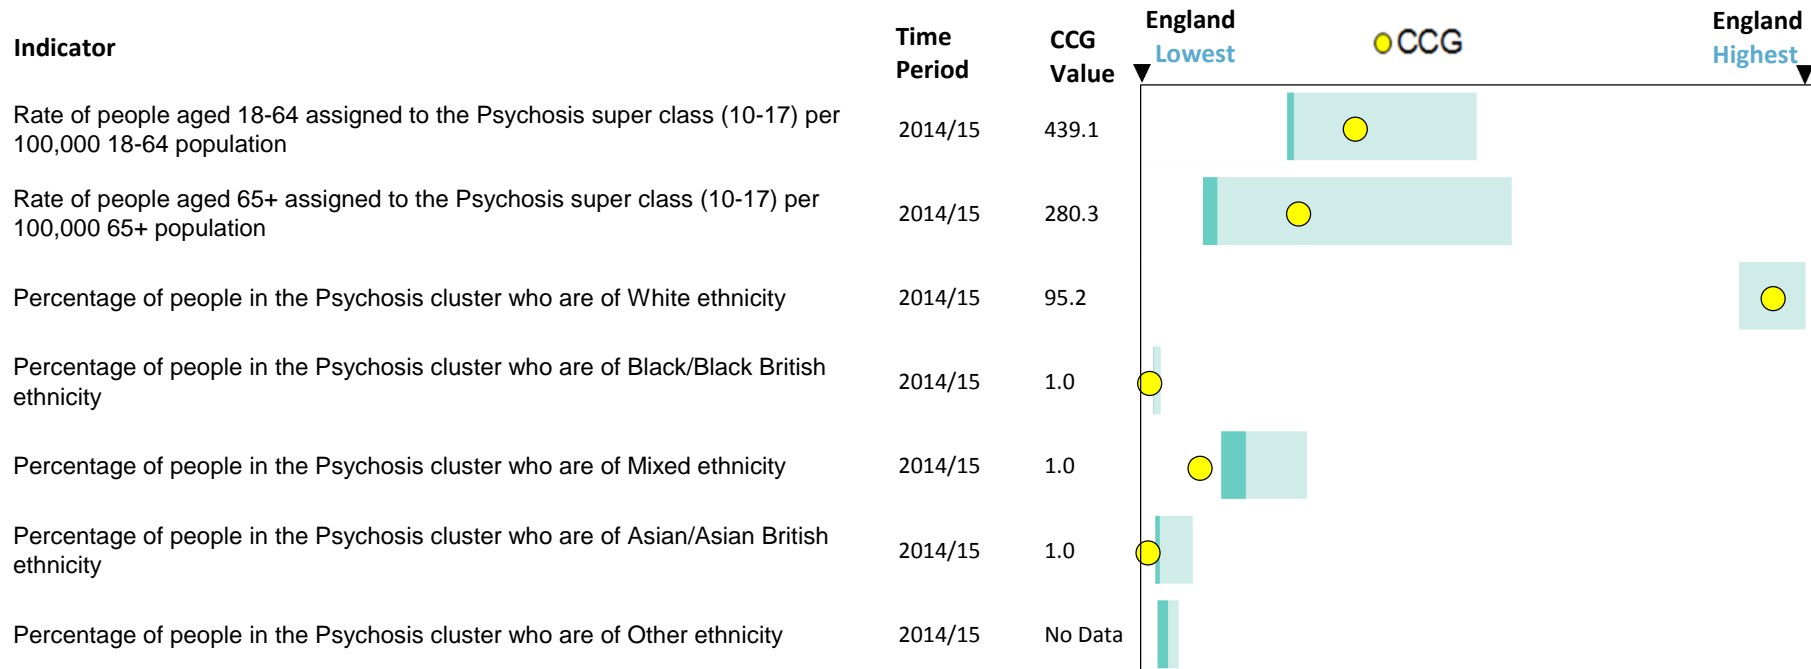 Indicator
Time
Period
CCG
Value
England
Lowest
CCG
England
Highest
Rate of people aged 18-64 assigned to the Psychosis super class (10-17) per
100,000 18-64 population
2014/15
439.1
Rate of people aged 65+ assigned to the Psychosis super class (10-17) per
100,000 65+ population
2014/15
280.3
Percentage of people in the Psychosis cluster who are of White ethnicity
2014/15
95.2
Percentage of people in the Psychosis cluster who are of Black/Black British
ethnicity
2014/15
1.0
Percentage of people in the Psychosis cluster who are of Mixed ethnicity
2014/15
1.0
Percentage of people in the Psychosis cluster who are of Asian/Asian British
ethnicity
2014/15
1.0
Percentage of people in the Psychosis cluster who are of Other ethnicity
2014/15
No Data